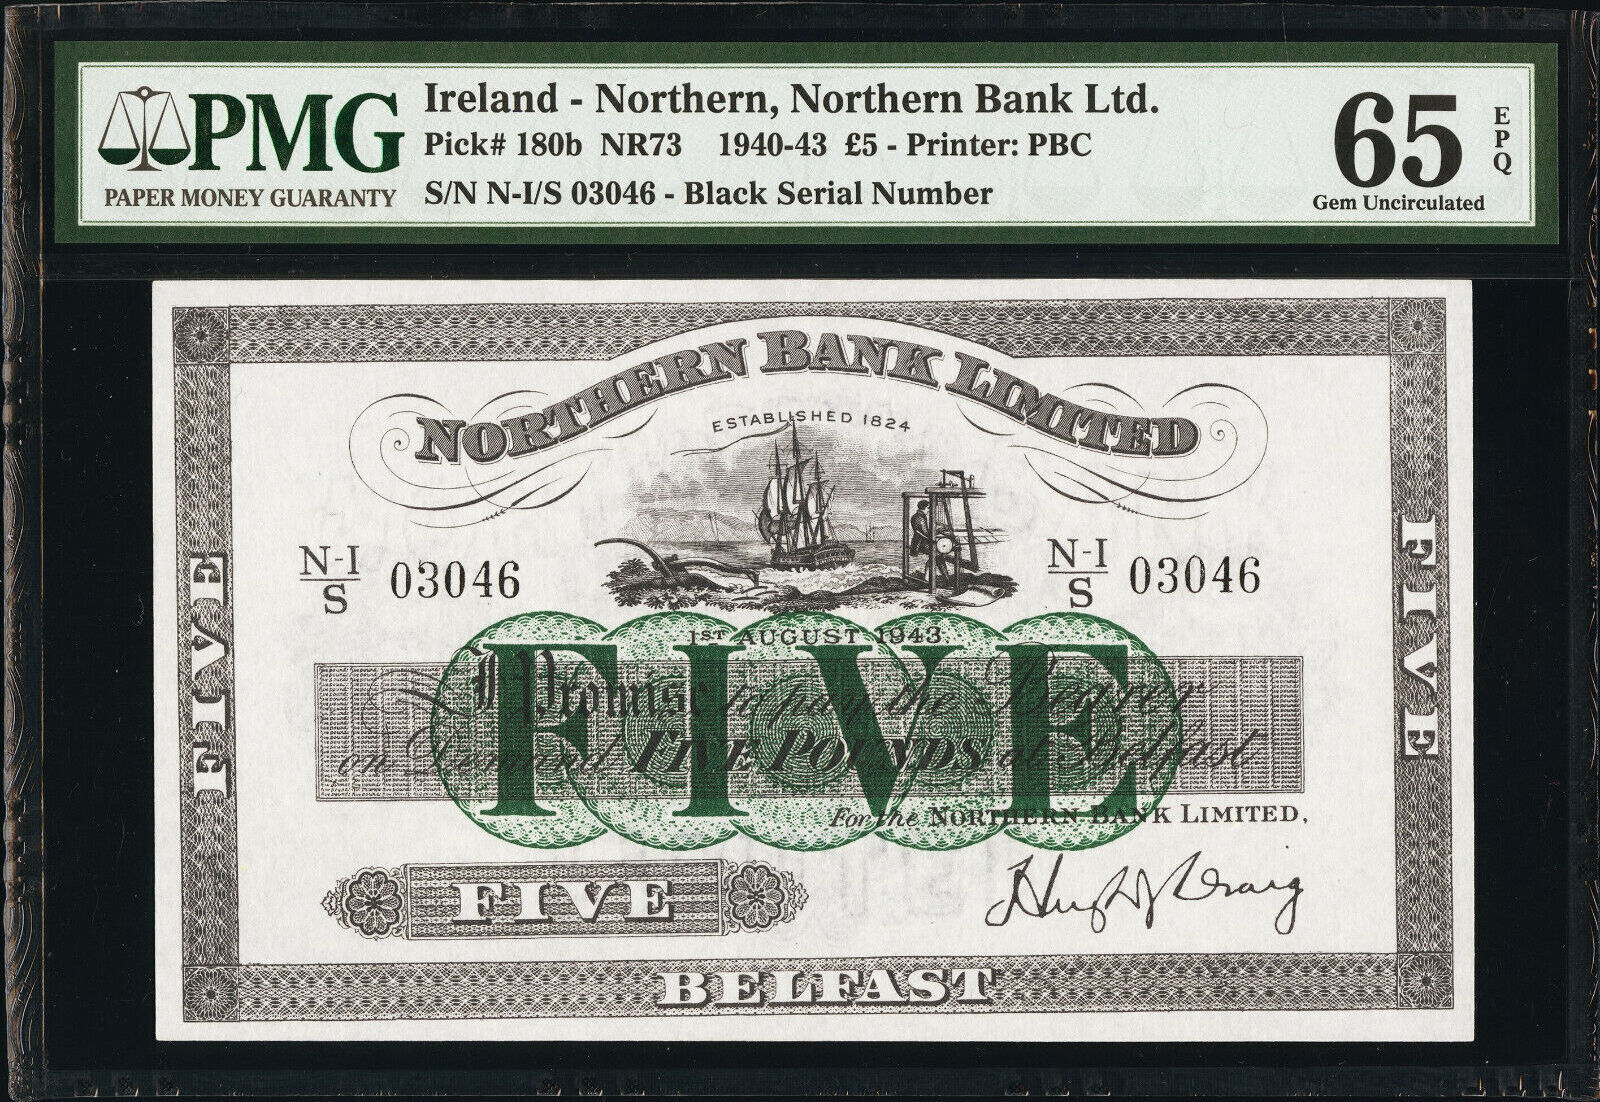 PMG
PAPER MONEY GUARANTY
Ireland - Northern, Northern Bank Ltd.
Pick# 180b NR73 1940-43 £5 - Printer: PBC
S/N N-I/S 03046 - Black Serial Number
65
EPQ
Gem Uncirculated
NORTHERN BANK LIMITED
ESTABLISHED 1824
N-I/S 03046
N-I/S 03046
1ST AUGUST 1943.
FIVE
I Promise to pay the Bearer
on Demand FIVE POUNDS at Belfast
For the NORTHERN BANK LIMITED.
FIVE
FIVE
FIVE
BELFAST